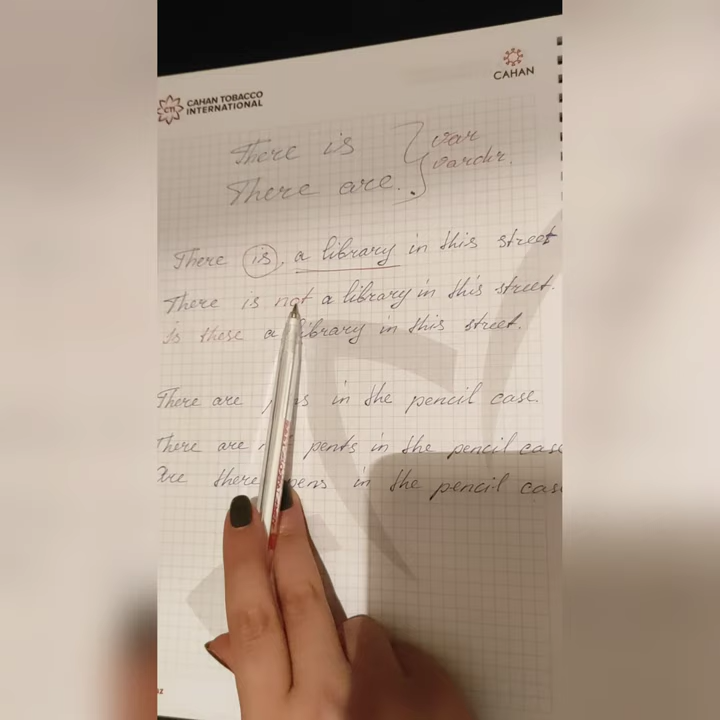 CAHAN TOBACCO
INTERNATIONAL
CTI
CAHAN
There is
There are.
var
vardır.
There is a library in this street
There is not a library in this street.
Is there a library in this street.
There are in the pencil case.
There are pents in the pencil case
Are there pens in the pencil case